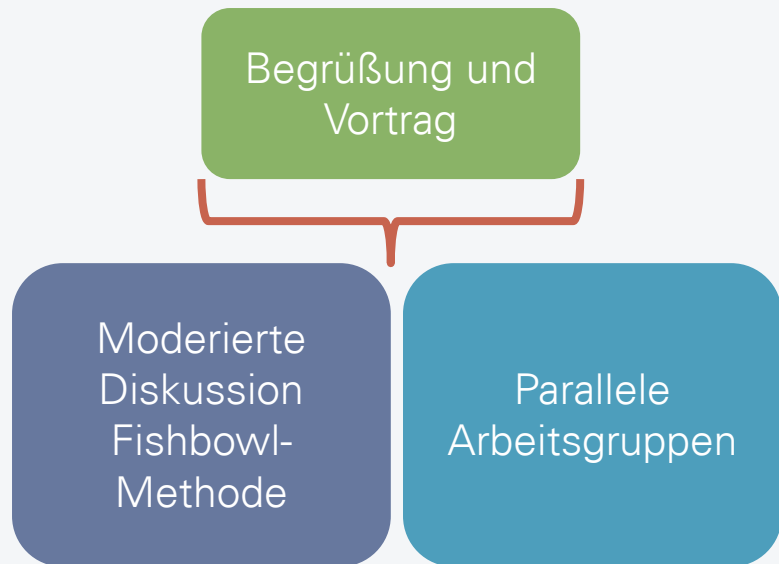 Begrüßung und
Vortrag
Moderierte
Diskussion
Fishbowl-
Methode
Parallele
Arbeitsgruppen